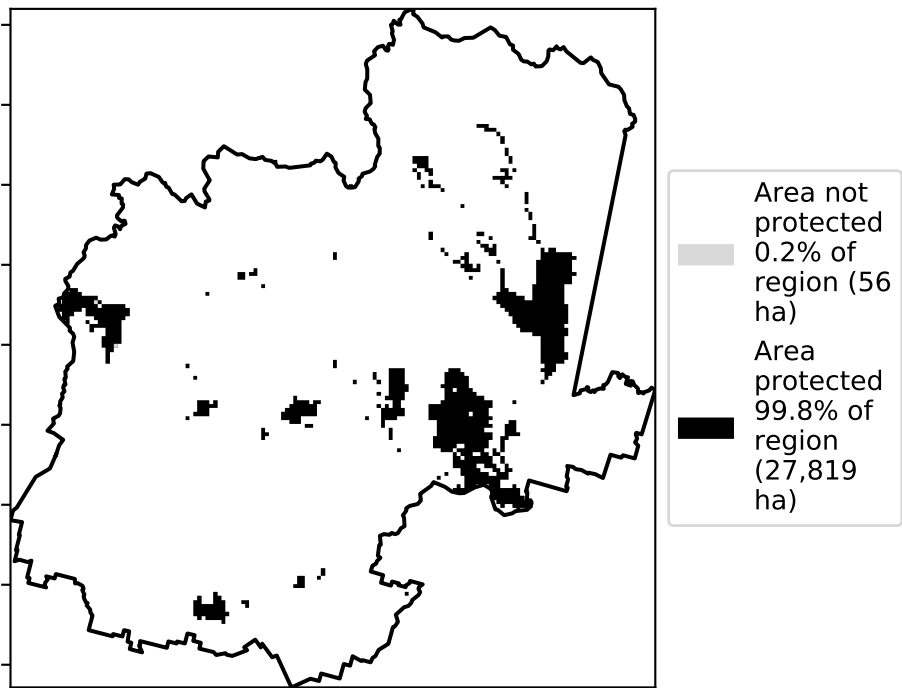 Area not
protected
0.2% of
region (56
ha)
Area
protected
99.8% of
region
(27,819
ha)